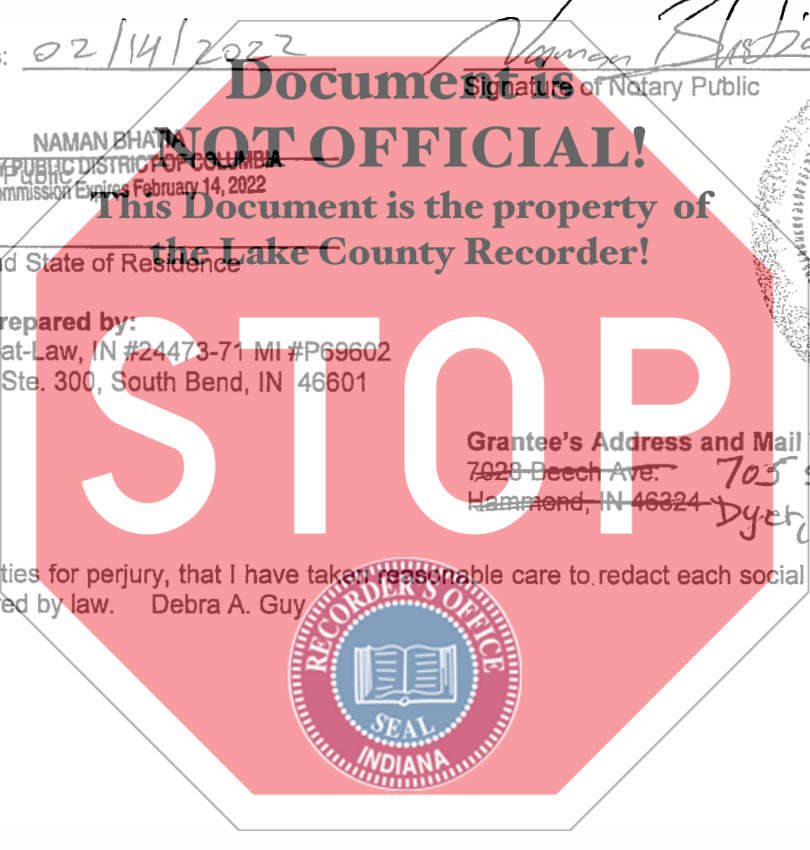 02/14/2022
Document is
Signature of Notary Public
NAMAN BHATIA
NOT OFFICIAL!
PUBLIC DISTRICT OF COLUMBIA
Public
Commission Expires February 14, 2022
This Document is the property of
the Lake County Recorder!
nd State of Residence
repared by:
at-Law, IN #24473-71 MI #P69602
Ste. 300, South Bend, IN 46601
STOP
Grantee's Address and Mail
7028 Beech Ave. 705
Hammond, IN 46324 Dyer,
ties for perjury, that I have taken reasonable care to redact each social
ed by law. Debra A. Guy
RECORDER'S OFFICE
SEAL
INDIANA